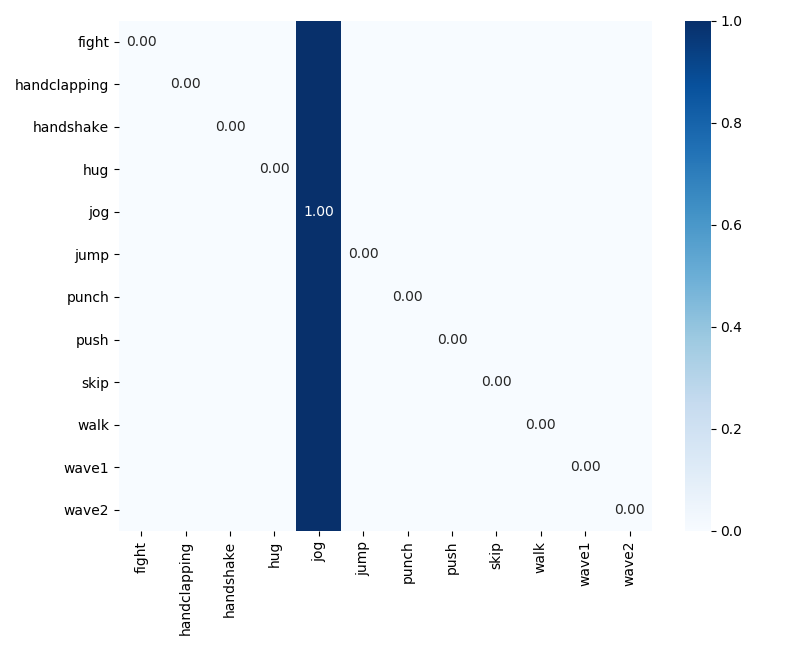 fight 0.00
handclapping 0.00
handshake 0.00
hug 0.00
jog 1.00
jump 0.00
punch 0.00
push 0.00
skip 0.00
walk 0.00
wave1 0.00
wave2 0.00
fight handclapping handshake hug jog jump punch push skip walk wave1 wave2
1.0
0.8
0.6
0.4
0.2
0.0